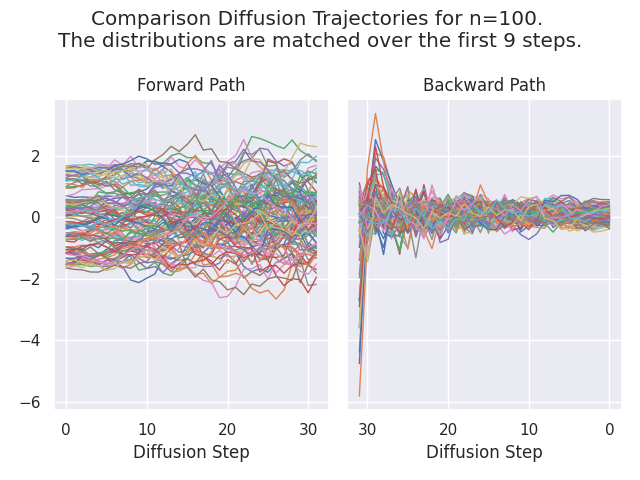 Comparison Diffusion Trajectories for n=100.
The distributions are matched over the first 9 steps.
Forward Path
Backward Path
2
0
−2
−4
−6
0 10 20 30
30 20 10 0
Diffusion Step
Diffusion Step